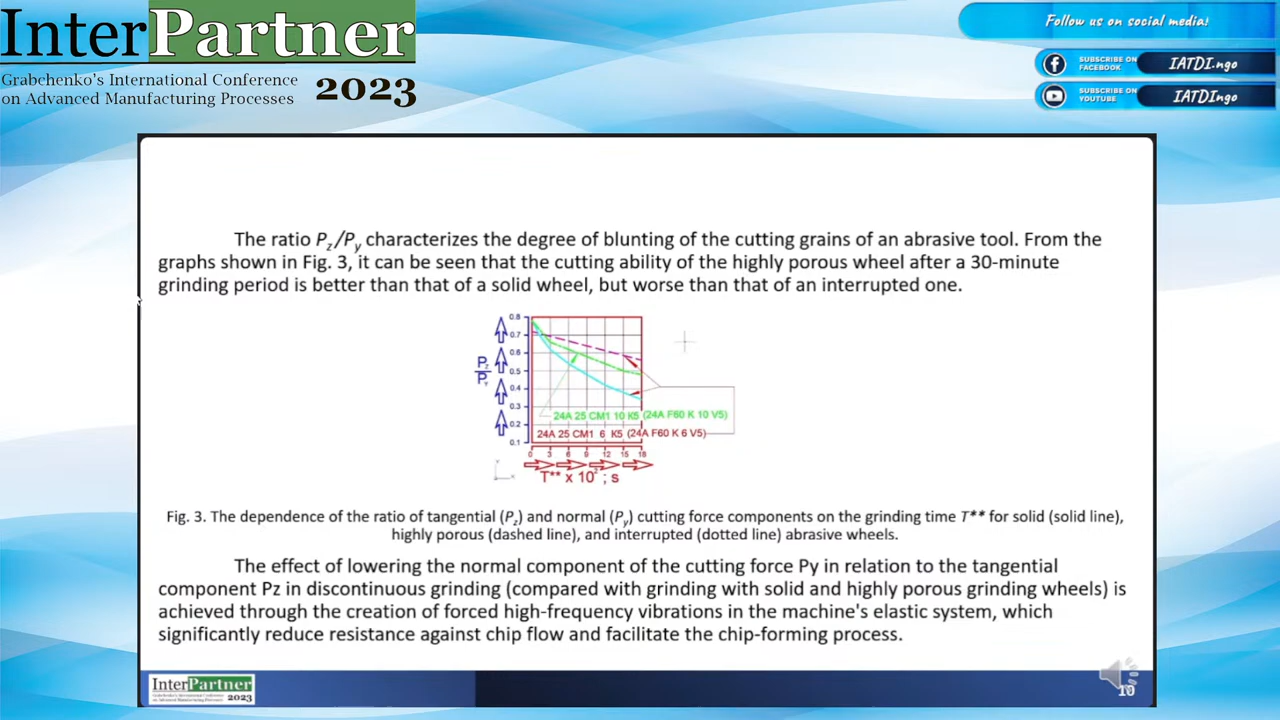 InterPartner
Grabchenko's International Conference
on Advanced Manufacturing Processes 2023
Follow us on social media!
SUBSCRIBE ON FACEBOOK IATDI.ngo
SUBSCRIBE ON YOUTUBE IATDIngo
The ratio Pz/Py characterizes the degree of blunting of the cutting grains of an abrasive tool. From the
graphs shown in Fig. 3, it can be seen that the cutting ability of the highly porous wheel after a 30-minute
grinding period is better than that of a solid wheel, but worse than that of an interrupted one.
0.8
0.7
0.6
0.5
0.4
0.3
0.2
0.1
Pz
Py
24A 25 CM1 10 K5 (24A F60 K 10 V5)
24A 25 CM1 6 K5 (24A F60 K 6 V5)
0 3 6 9 12 15 18
T** x 10² ; s
Fig. 3. The dependence of the ratio of tangential (Pz) and normal (Py) cutting force components on the grinding time T** for solid (solid line),
highly porous (dashed line), and interrupted (dotted line) abrasive wheels.
The effect of lowering the normal component of the cutting force Py in relation to the tangential
component Pz in discontinuous grinding (compared with grinding with solid and highly porous grinding wheels) is
achieved through the creation of forced high-frequency vibrations in the machine's elastic system, which
significantly reduce resistance against chip flow and facilitate the chip-forming process.
InterPartner
Grabchenko's International Conference
on Advanced Manufacturing Processes 2023
10